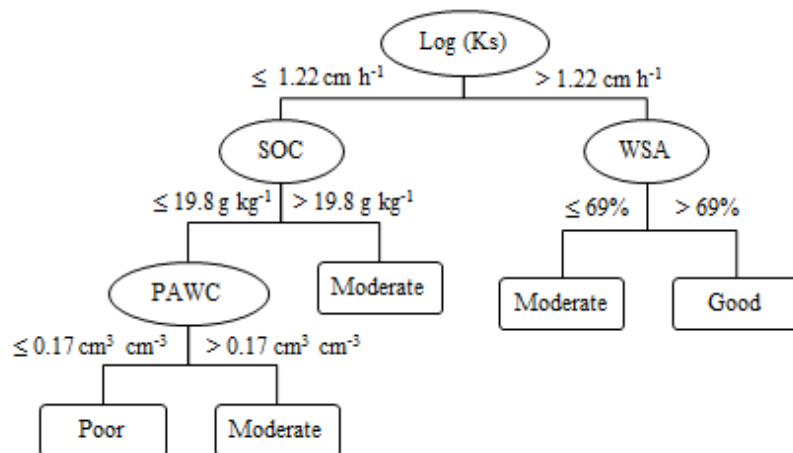 Log (Ks)
≤ 1.22 cm h⁻¹ > 1.22 cm h⁻¹
SOC WSA
≤ 19.8 g kg⁻¹ > 19.8 g kg⁻¹ ≤ 69% > 69%
PAWC Moderate Moderate Good
≤ 0.17 cm³ cm⁻³ > 0.17 cm³ cm⁻³
Poor Moderate